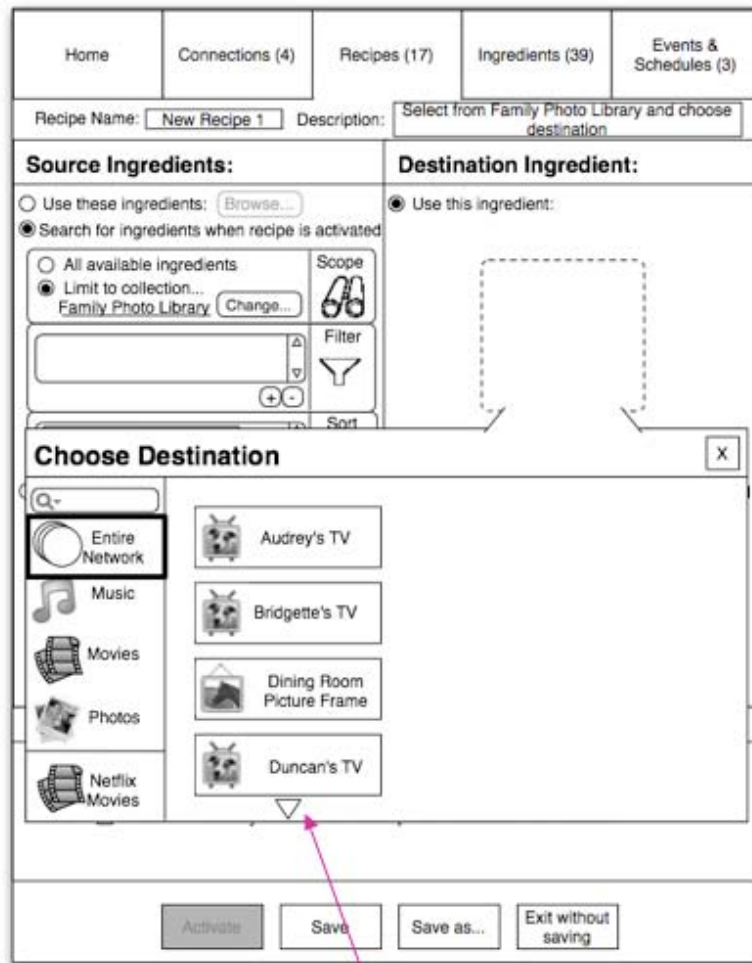 Home
Connections (4)
Recipes (17)
Ingredients (39)
Events &
Schedules (3)
Recipe Name: New Recipe 1 Description: Select from Family Photo Library and choose
destination
Source Ingredients:
Use these ingredients: Browse...
Search for ingredients when recipe is activated
All available ingredients
Limit to collection...
Family Photo Library Change...
Scope
Filter
+ -
Sort
Destination Ingredient:
Use this ingredient:
Choose Destination
X
Entire
Network
Music
Movies
Photos
Netflix
Movies
Audrey's TV
Bridgette's TV
Dining Room
Picture Frame
Duncan's TV
Activate
Save
Save as...
Exit without
saving